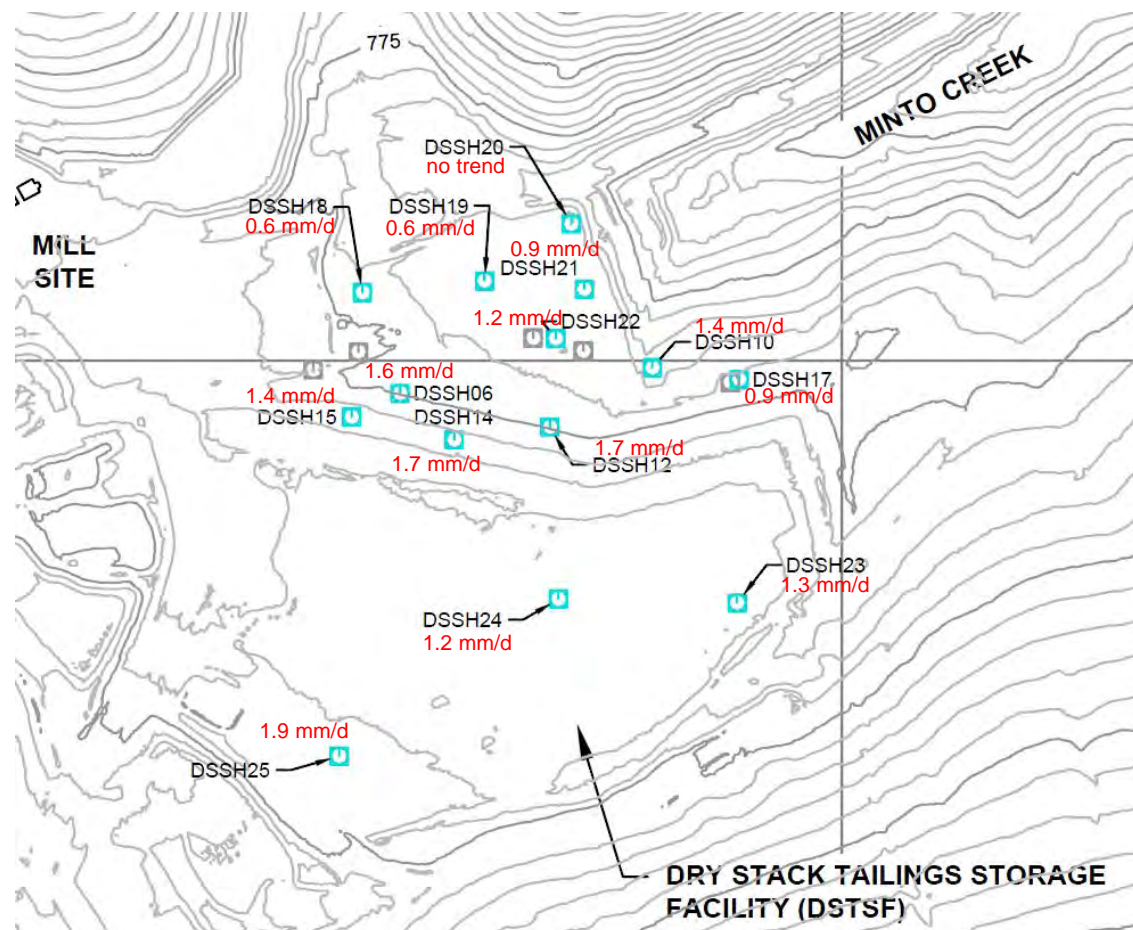 775
MINTO CREEK
DSSH20
no trend
DSSH18
0.6 mm/d
DSSH19
0.6 mm/d
MILL
SITE
0.9 mm/d
DSSH21
1.2 mm/d
DSSH22
1.4 mm/d
DSSH10
1.6 mm/d
DSSH06
DSSH17
0.9 mm/d
1.4 mm/d
DSSH15
DSSH14
1.7 mm/d
1.7 mm/d
DSSH12
DSSH23
1.3 mm/d
DSSH24
1.2 mm/d
1.9 mm/d
DSSH25
DRY STACK TAILINGS STORAGE
FACILITY (DSTSF)